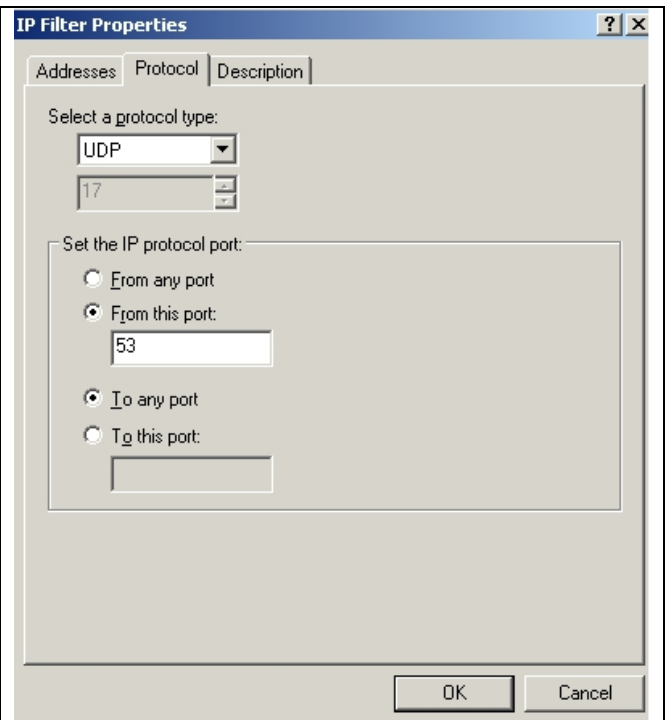 IP Filter Properties
Addresses Protocol Description
Select a protocol type:
UDP
17
Set the IP protocol port:
From any port
From this port:
53
To any port
To this port:
OK Cancel